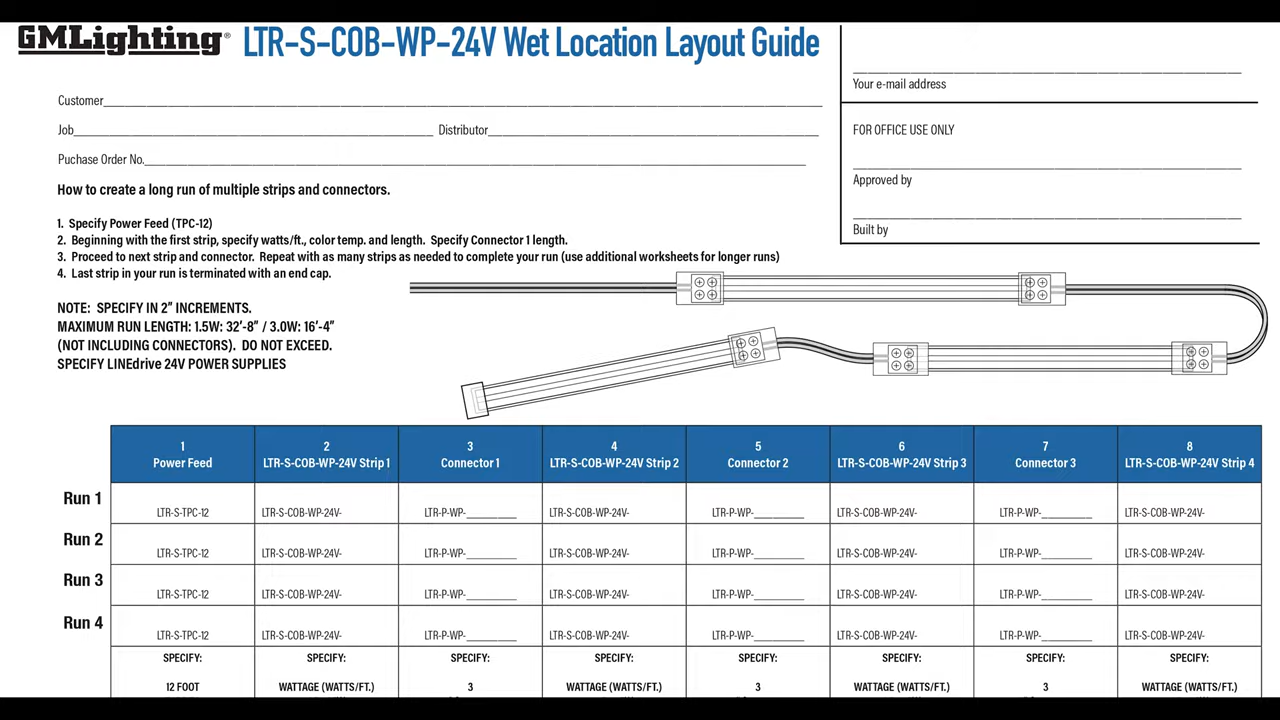 GMLighting® LTR-S-COB-WP-24V Wet Location Layout Guide
Your e-mail address
Customer
FOR OFFICE USE ONLY
Job Distributor
Puchase Order No.
Approved by
How to create a long run of multiple strips and connectors.
1. Specify Power Feed (TPC-12)
Built by
2. Beginning with the first strip, specify watts/ft., color temp. and length. Specify Connector 1 length.
3. Proceed to next strip and connector. Repeat with as many strips as needed to complete your run (use additional worksheets for longer runs)
4. Last strip in your run is terminated with an end cap.
NOTE: SPECIFY IN 2” INCREMENTS.
MAXIMUM RUN LENGTH: 1.5W: 32’-8” / 3.0W: 16’-4”
(NOT INCLUDING CONNECTORS). DO NOT EXCEED.
SPECIFY LINEdrive 24V POWER SUPPLIES
1 2 3 4 5 6 7 8
Power Feed LTR-S-COB-WP-24V Strip 1 Connector 1 LTR-S-COB-WP-24V Strip 2 Connector 2 LTR-S-COB-WP-24V Strip 3 Connector 3 LTR-S-COB-WP-24V Strip 4
Run 1 LTR-S-TPC-12 LTR-S-COB-WP-24V- LTR-P-WP-________ LTR-S-COB-WP-24V- LTR-P-WP-________ LTR-S-COB-WP-24V- LTR-P-WP-________ LTR-S-COB-WP-24V-
Run 2 LTR-S-TPC-12 LTR-S-COB-WP-24V- LTR-P-WP-________ LTR-S-COB-WP-24V- LTR-P-WP-________ LTR-S-COB-WP-24V- LTR-P-WP-________ LTR-S-COB-WP-24V-
Run 3 LTR-S-TPC-12 LTR-S-COB-WP-24V- LTR-P-WP-________ LTR-S-COB-WP-24V- LTR-P-WP-________ LTR-S-COB-WP-24V- LTR-P-WP-________ LTR-S-COB-WP-24V-
Run 4 LTR-S-TPC-12 LTR-S-COB-WP-24V- LTR-P-WP-________ LTR-S-COB-WP-24V- LTR-P-WP-________ LTR-S-COB-WP-24V- LTR-P-WP-________ LTR-S-COB-WP-24V-
SPECIFY: SPECIFY: SPECIFY: SPECIFY: SPECIFY: SPECIFY: SPECIFY: SPECIFY:
12 FOOT WATTAGE (WATTS/FT.) 3 WATTAGE (WATTS/FT.) 3 WATTAGE (WATTS/FT.) 3 WATTAGE (WATTS/FT.)